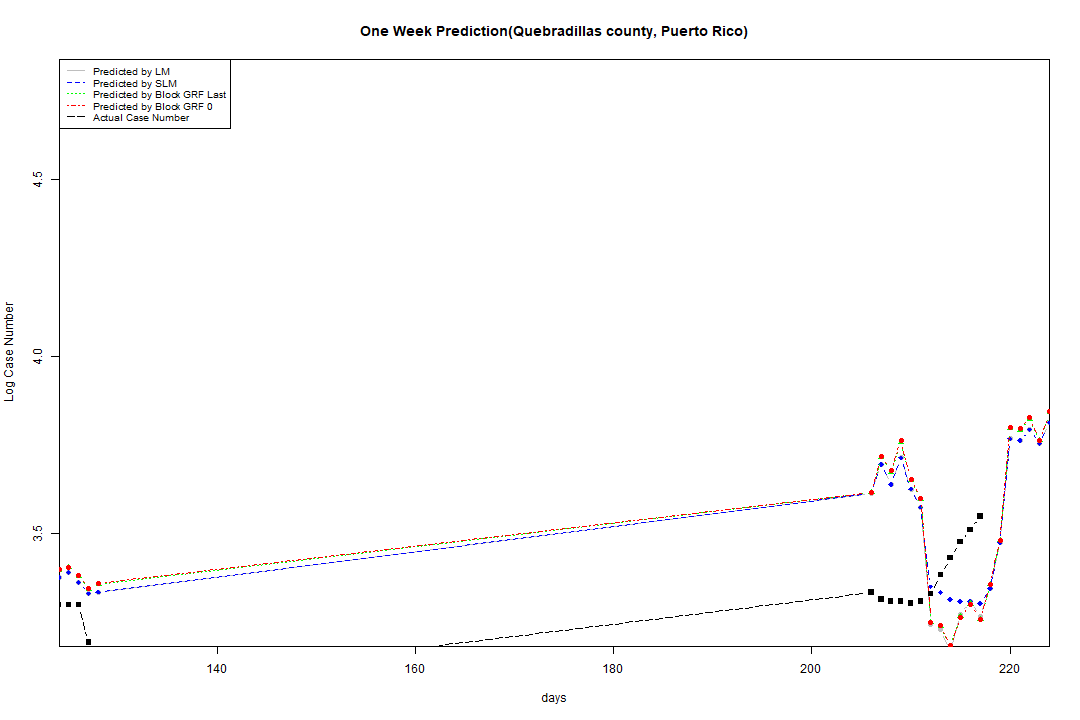 One Week Prediction(Quebradillas county, Puerto Rico)
Predicted by LM
Predicted by SLM
Predicted by Block GRF Last
Predicted by Block GRF 0
Actual Case Number
4.5
4.0
3.5
Log Case Number
140 160 180 200 220
days